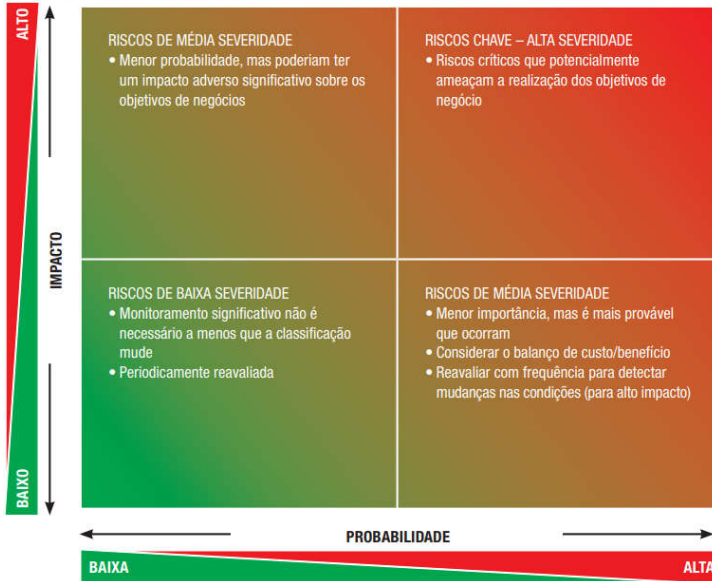 ALTO
RISCOS DE MÉDIA SEVERIDADE
• Menor probabilidade, mas poderiam ter
um impacto adverso significativo sobre os
objetivos de negócios
RISCOS CHAVE – ALTA SEVERIDADE
• Riscos críticos que potencialmente
ameaçam a realização dos objetivos de
negócio
IMPACTO
RISCOS DE BAIXA SEVERIDADE
• Monitoramento significativo não é
necessário a menos que a classificação
mude
• Periodicamente reavaliada
RISCOS DE MÉDIA SEVERIDADE
• Menor importância, mas é mais provável
que ocorram
• Considerar o balanço de custo/benefício
• Reavaliar com frequência para detectar
mudanças nas condições (para alto impacto)
BAIXO
PROBABILIDADE
BAIXA
ALTA